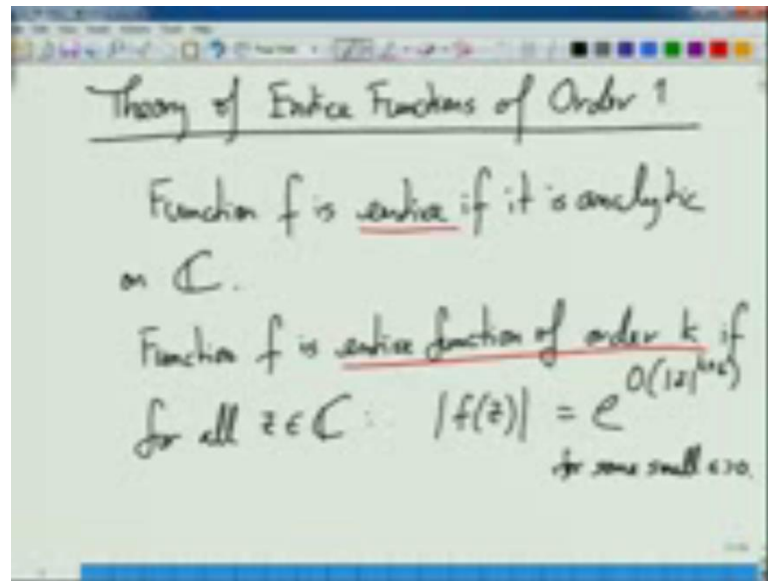 Theory of Entire Functions of Order 1
Function f is entire if it is analytic
on ℂ.
Function f is entire function of order k if
for all z ∈ ℂ : |f(z)| = e^{O(|z|^{k+ε})}
for some small ε>0.